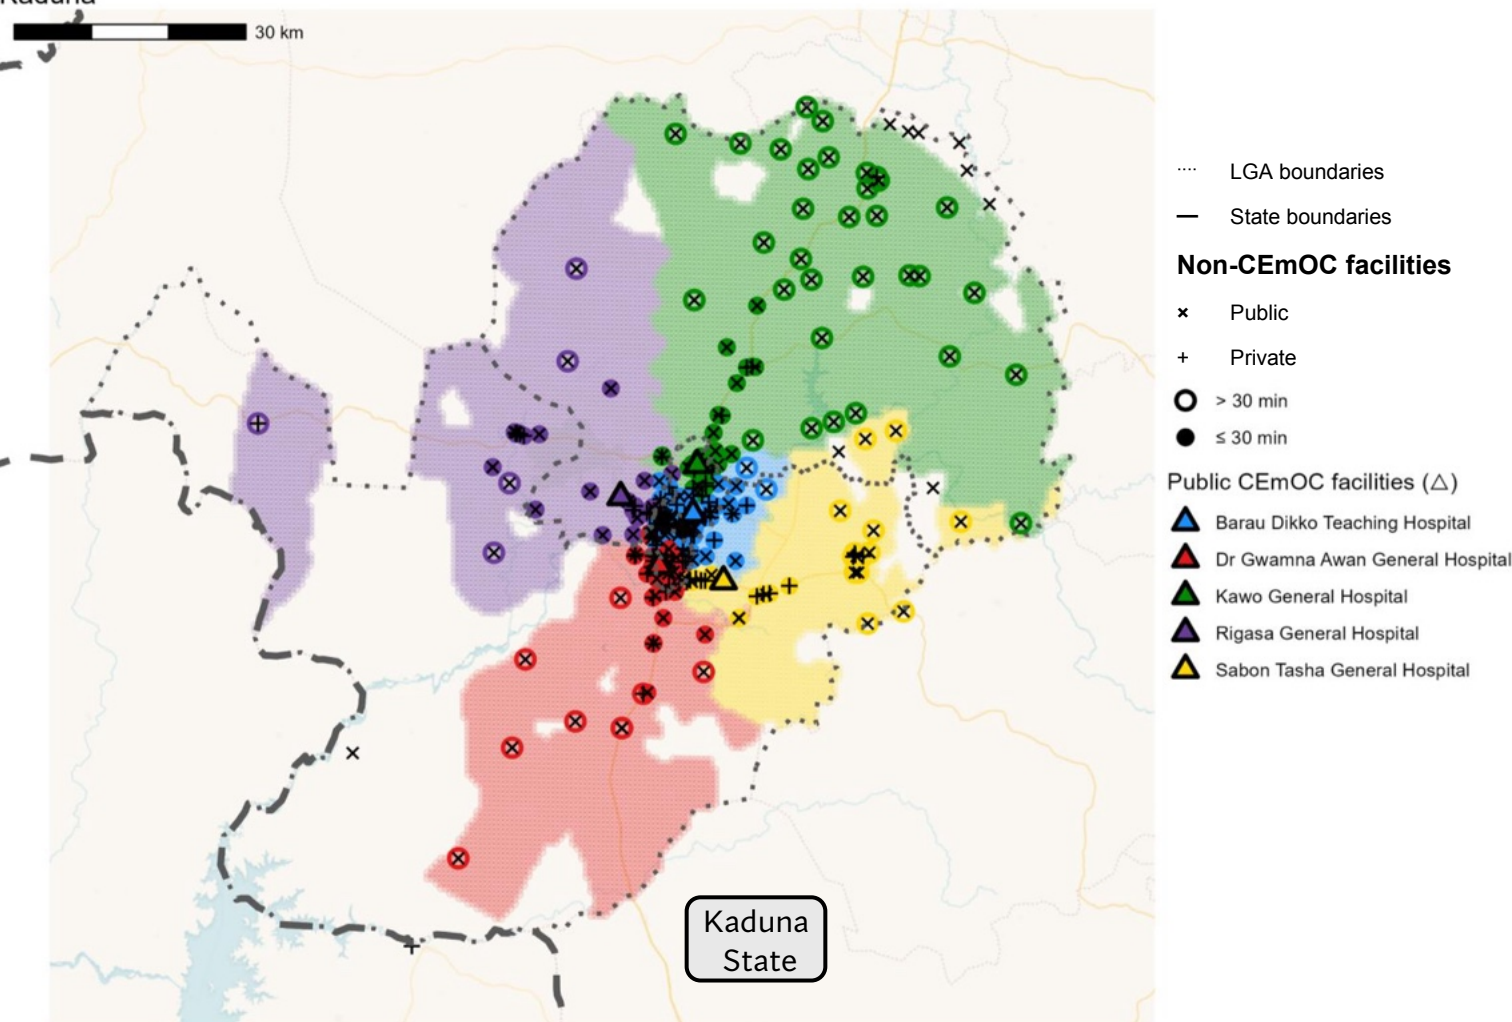 Kaduna
30 km
LGA boundaries
State boundaries
Non-CEmOC facilities
Public
Private
> 30 min
≤ 30 min
Public CEmOC facilities (△)
Barau Dikko Teaching Hospital
Dr Gwamna Awan General Hospital
Kawo General Hospital
Rigasa General Hospital
Sabon Tasha General Hospital
Kaduna
State